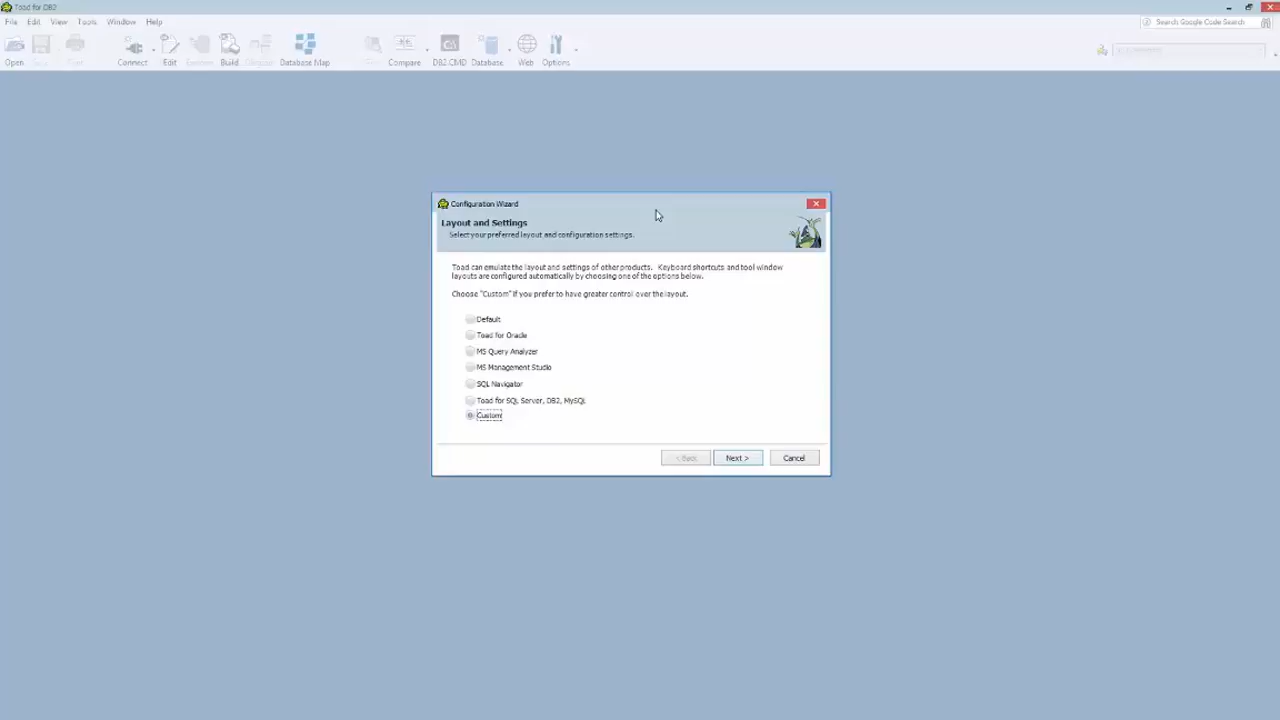 Toad for DB2
File Edit View Tools Window Help
Search Google Code Search
Open Connect Edit Build Database Map Compare DB2 CMD Database Web Options
Configuration Wizard
Layout and Settings
Select your preferred layout and configuration settings.
Toad can emulate the layout and settings of other products. Keyboard shortcuts and tool window
layouts are configured automatically by choosing one of the options below.
Choose "Custom" if you prefer to have greater control over the layout.
Default
Toad for Oracle
MS Query Analyzer
MS Management Studio
SQL Navigator
Toad for SQL Server, DB2, MySQL
Custom
< Back Next > Cancel